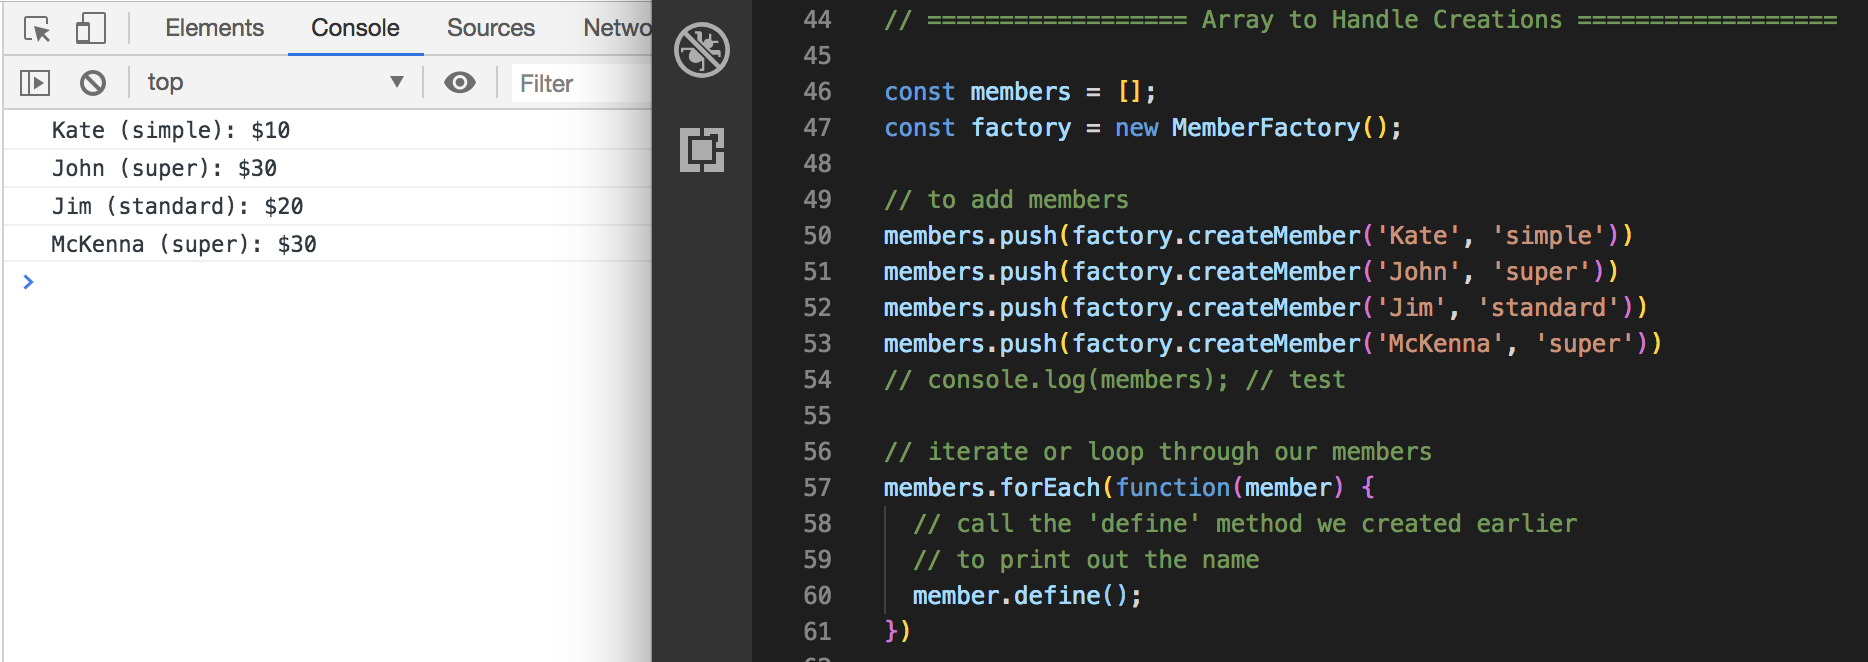 Elements Console Sources Netwo
top ▼ Filter
Kate (simple): $10
John (super): $30
Jim (standard): $20
McKenna (super): $30
>
44 // ================== Array to Handle Creations ==================
45
46 const members = [];
47 const factory = new MemberFactory();
48
49 // to add members
50 members.push(factory.createMember('Kate', 'simple'))
51 members.push(factory.createMember('John', 'super'))
52 members.push(factory.createMember('Jim', 'standard'))
53 members.push(factory.createMember('McKenna', 'super'))
54 // console.log(members); // test
55
56 // iterate or loop through our members
57 members.forEach(function(member) {
58 // call the 'define' method we created earlier
59 // to print out the name
60 member.define();
61 })